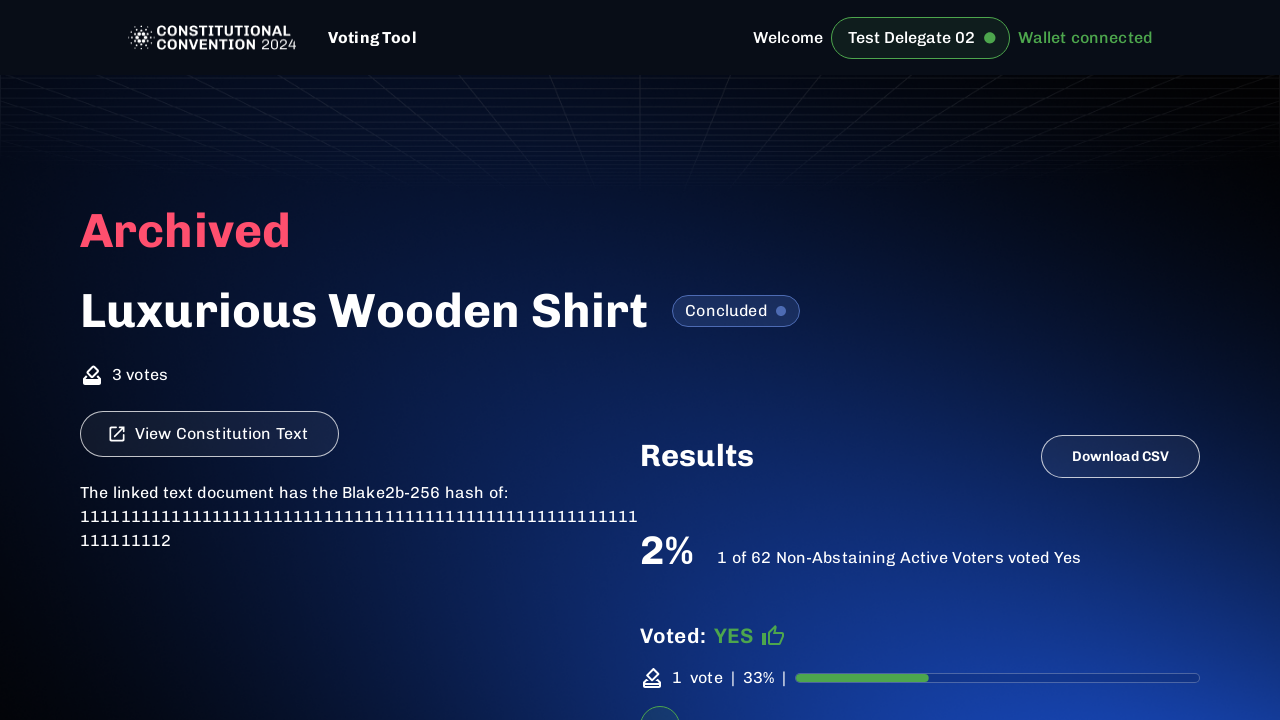 CONSTITUTIONAL
CONVENTION 2024
Voting Tool
Welcome
Test Delegate 02
Wallet connected
Archived
Luxurious Wooden Shirt
Concluded
3 votes
View Constitution Text
The linked text document has the Blake2b-256 hash of:
1111111111111111111111111111111111111111111111111111111
111111112
Results
Download CSV
2%
1 of 62 Non-Abstaining Active Voters voted Yes
Voted: YES
1 vote | 33% |